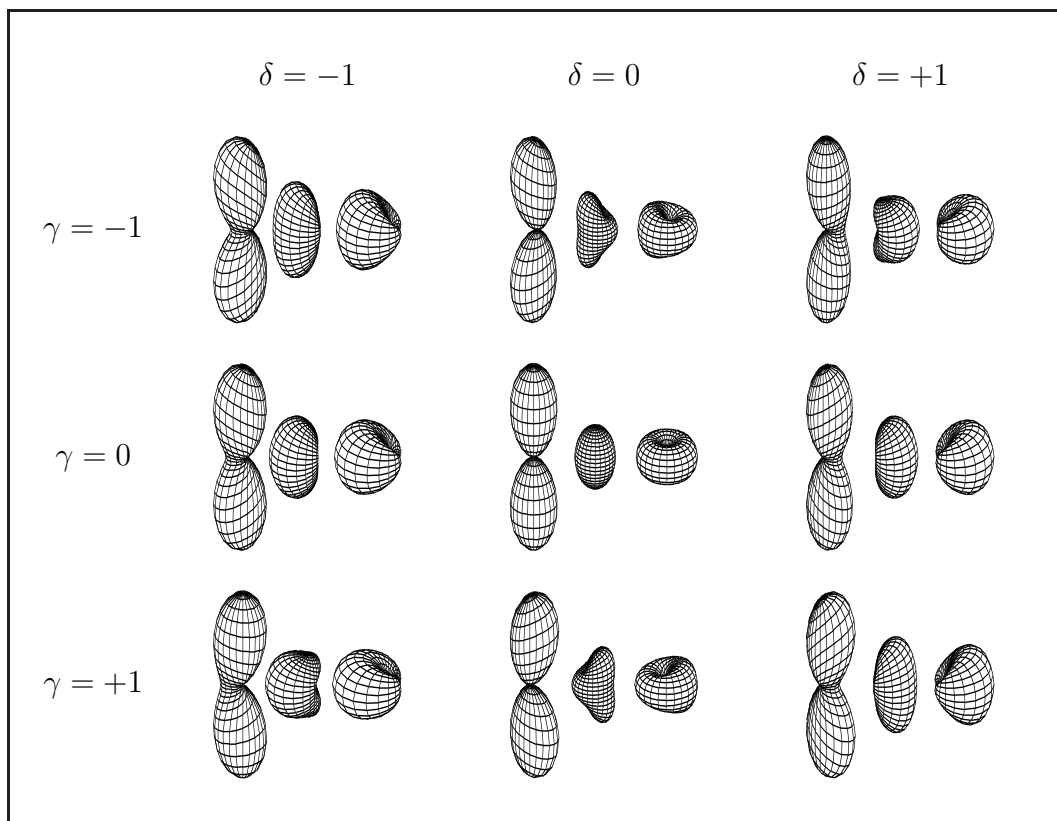 δ = −1 δ = 0 δ = +1
γ = −1
γ = 0
γ = +1